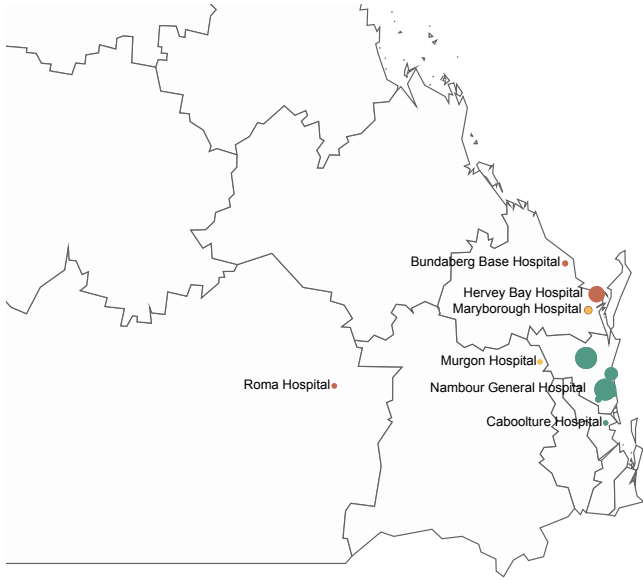 Bundaberg Base Hospital
Hervey Bay Hospital
Maryborough Hospital
Murgon Hospital
Roma Hospital
Nambour General Hospital
Caboolture Hospital